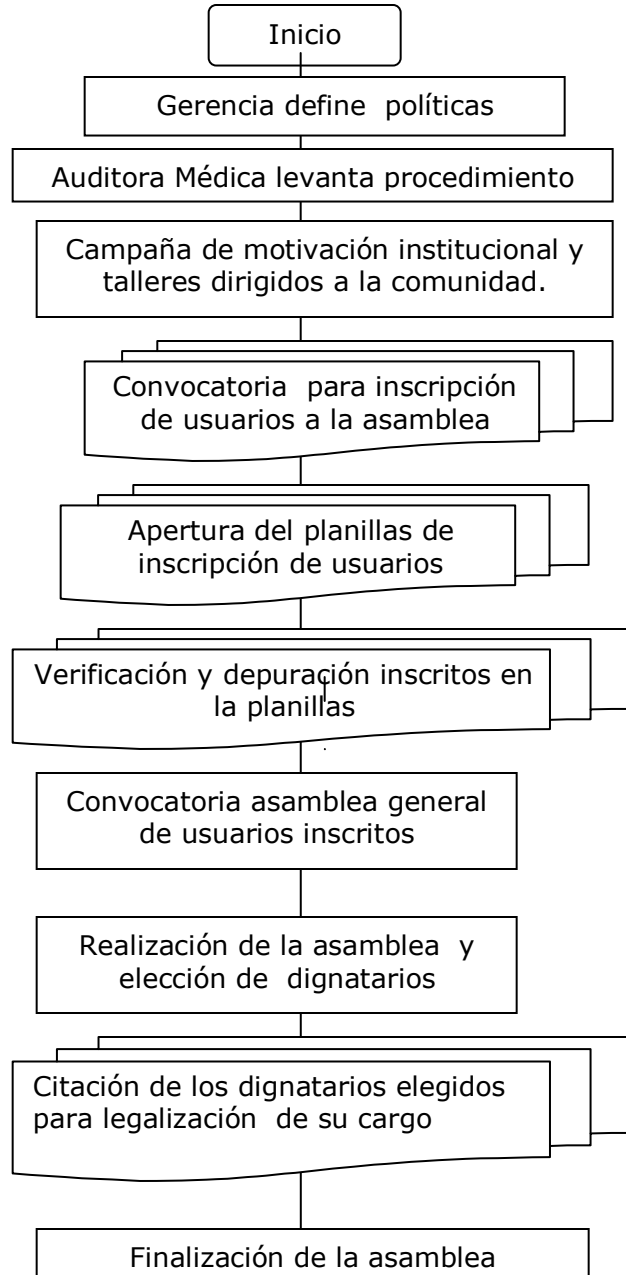 Inicio
Gerencia define políticas
Auditora Médica levanta procedimiento
Campaña de motivación institucional y
talleres dirigidos a la comunidad.
Convocatoria para inscripción
de usuarios a la asamblea
Apertura del planillas de
inscripción de usuarios
Verificación y depuración inscritos en
la planillas
Convocatoria asamblea general
de usuarios inscritos
Realización de la asamblea y
elección de dignatarios
Citación de los dignatarios elegidos
para legalización de su cargo
Finalización de la asamblea